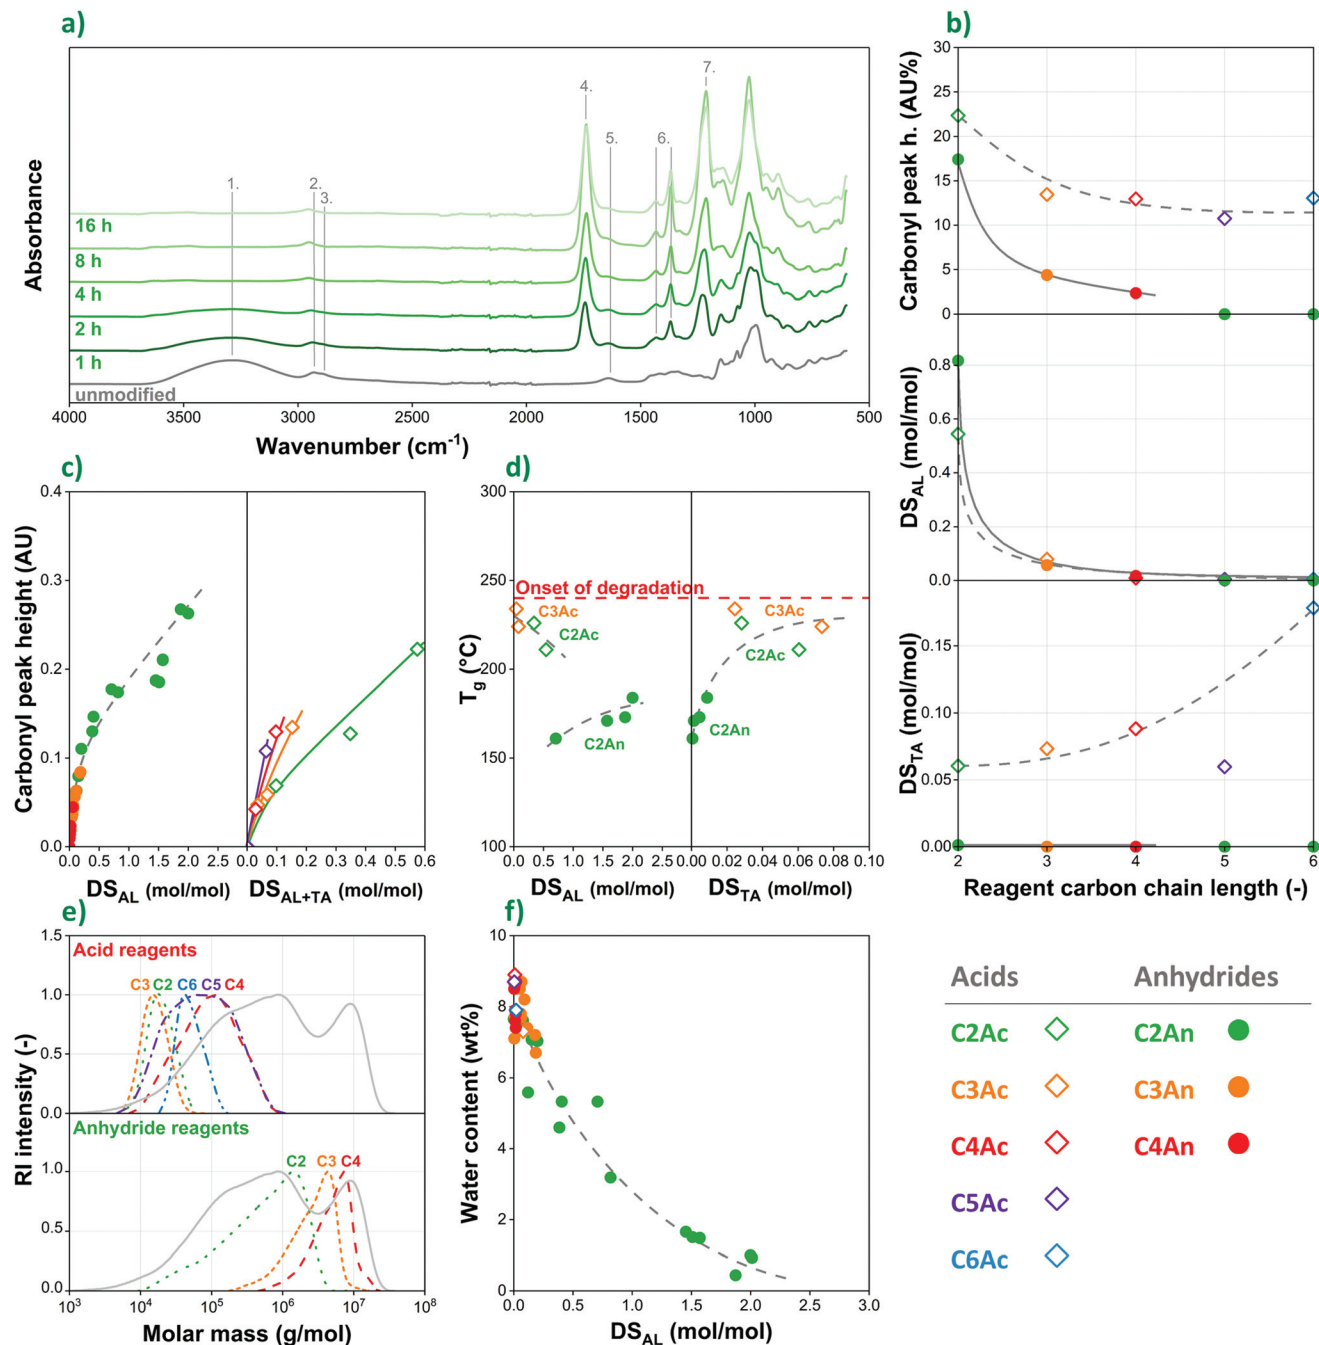 a)
Absorbance
1.
2.
3.
4.
5.
6.
7.
16 h
8 h
4 h
2 h
1 h
unmodified
4000 3500 3000 2500 2000 1500 1000 500
Wavenumber (cm-1)
b)
Carbonyl peak h. (AU%)
30
25
20
15
10
5
0
DSAL (mol/mol)
0.8
0.6
0.4
0.2
0.0
DSTA (mol/mol)
0.15
0.10
0.05
0.00
2 3 4 5 6
Reagent carbon chain length (-)
c)
Carbonyl peak height (AU)
0.4
0.3
0.2
0.1
0.0
0.0 0.5 1.0 1.5 2.0 2.5 0 0.1 0.2 0.3 0.4 0.5 0.6
DSAL (mol/mol) DSAL+TA (mol/mol)
d)
Tg (°C)
300
250
200
150
100
Onset of degradation
C3Ac
C2Ac
C2An
C3Ac
C2Ac
C2An
0.0 0.5 1.0 1.5 2.0 2.5 0.00 0.02 0.04 0.06 0.08 0.10
DSAL (mol/mol) DSTA (mol/mol)
e)
RI intensity (-)
1.5
Acid reagents
C3 C2 C6 C5 C4
1.0
0.5
0.0
Anhydride reagents
C2 C3 C4
1.0
0.5
0.0
10³ 10⁴ 10⁵ 10⁶ 10⁷ 10⁸
Molar mass (g/mol)
f)
Water content (wt%)
10
8
6
4
2
0
0.0 0.5 1.0 1.5 2.0 2.5 3.0
DSAL (mol/mol)
Acids Anhydrides
C2Ac C2An
C3Ac C3An
C4Ac C4An
C5Ac
C6Ac